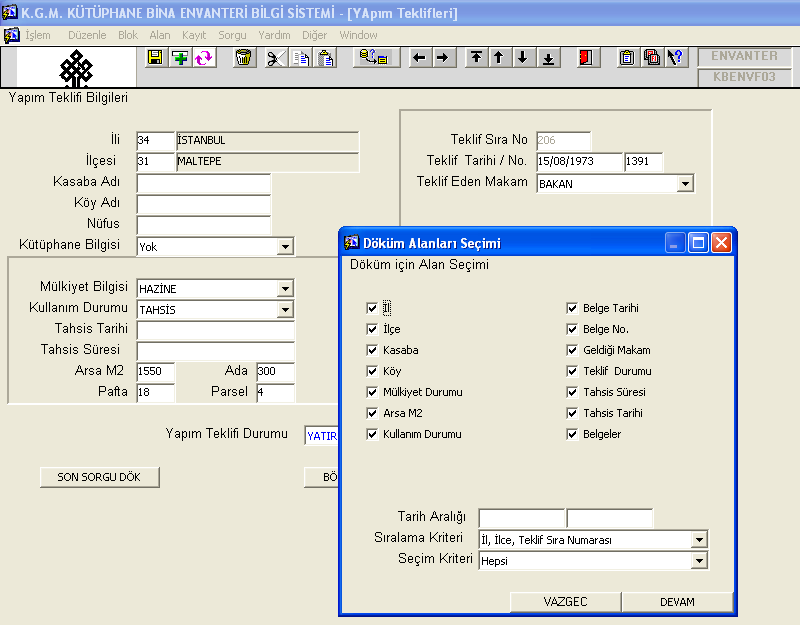 K.G.M. KÜTÜPHANE BİNA ENVANTERİ BİLGİ SİSTEMİ - [YApım Teklifleri]
İşlem Düzenle Blok Alan Kayıt Sorgu Yardım Diğer Window
ENVANTER
KBENVF03
Yapım Teklifi Bilgileri
İli 34 İSTANBUL
İlçesi 31 MALTEPE
Kasaba Adı
Köy Adı
Nüfus
Kütüphane Bilgisi Yok
Teklif Sıra No 206
Teklif Tarihi / No. 15/08/1973 1391
Teklif Eden Makam BAKAN
Mülkiyet Bilgisi HAZİNE
Kullanım Durumu TAHSİS
Tahsis Tarihi
Tahsis Süresi
Arsa M2 1550 Ada 300
Pafta 18 Parsel 4
Yapım Teklifi Durumu YATIR
SON SORGU DÖK BÖ
Döküm Alanları Seçimi
Döküm için Alan Seçimi
İl Belge Tarihi
İlçe Belge No.
Kasaba Geldiği Makam
Köy Teklif Durumu
Mülkiyet Durumu Tahsis Süresi
Arsa M2 Tahsis Tarihi
Kullanım Durumu Belgeler
Tarih Aralığı
Sıralama Kriteri İl, İlce, Teklif Sıra Numarası
Seçim Kriteri Hepsi
VAZGEC DEVAM